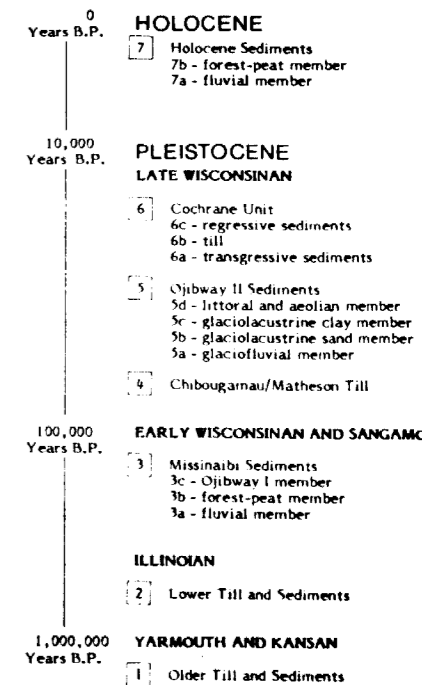 0
Years B.P.
HOLOCENE
7 Holocene Sediments
7b - forest-peat member
7a - fluvial member
10,000
Years B.P.
PLEISTOCENE
LATE WISCONSINAN
6 Cochrane Unit
6c - regressive sediments
6b - till
6a - transgressive sediments
5 Ojibway II Sediments
5d - littoral and aeolian member
5c - glaciolacustrine clay member
5b - glaciolacustrine sand member
5a - glaciofluvial member
4 Chibougamau/Matheson Till
100,000
Years B.P.
EARLY WISCONSINAN AND SANGAMO
3 Missinaibi Sediments
3c - Ojibway I member
3b - forest-peat member
3a - fluvial member
ILLINOIAN
2 Lower Till and Sediments
1,000,000
Years B.P.
YARMOUTH AND KANSAN
1 Older Till and Sediments